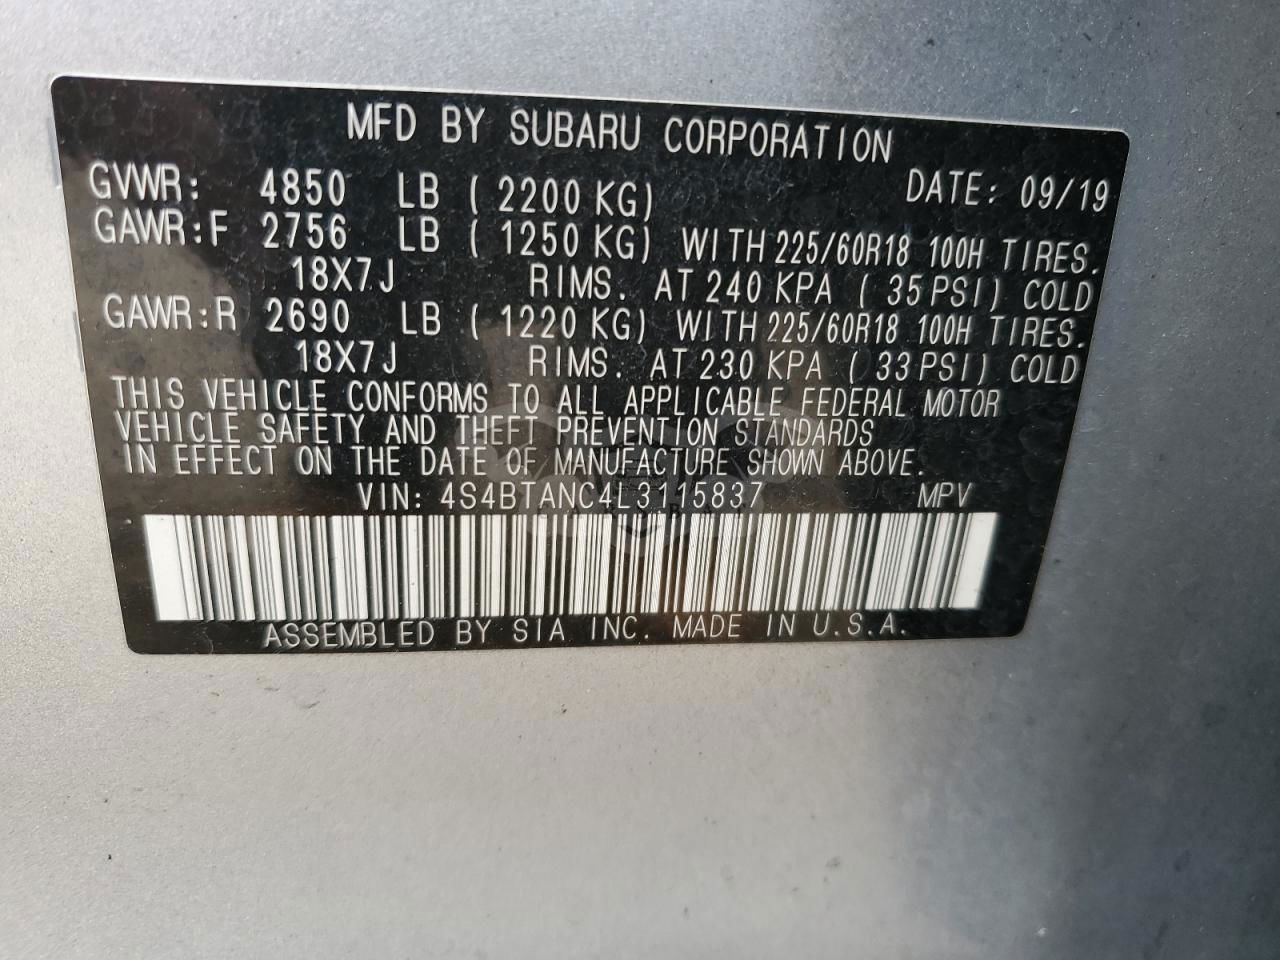 MFD BY SUBARU CORPORATION
GVWR: 4850 LB ( 2200 KG) DATE: 09/19
GAWR:F 2756 LB ( 1250 KG) WITH 225/60R18 100H TIRES.
18X7J RIMS. AT 240 KPA ( 35 PSI) COLD
GAWR:R 2690 LB ( 1220 KG) WITH 225/60R18 100H TIRES.
18X7J RIMS. AT 230 KPA ( 33 PSI) COLD
THIS VEHICLE CONFORMS TO ALL APPLICABLE FEDERAL MOTOR
VEHICLE SAFETY AND THEFT PREVENTION STANDARDS
IN EFFECT ON THE DATE OF MANUFACTURE SHOWN ABOVE.
VIN: 4S4BTANC4L3115837 MPV
ASSEMBLED BY SIA INC. MADE IN U.S.A.